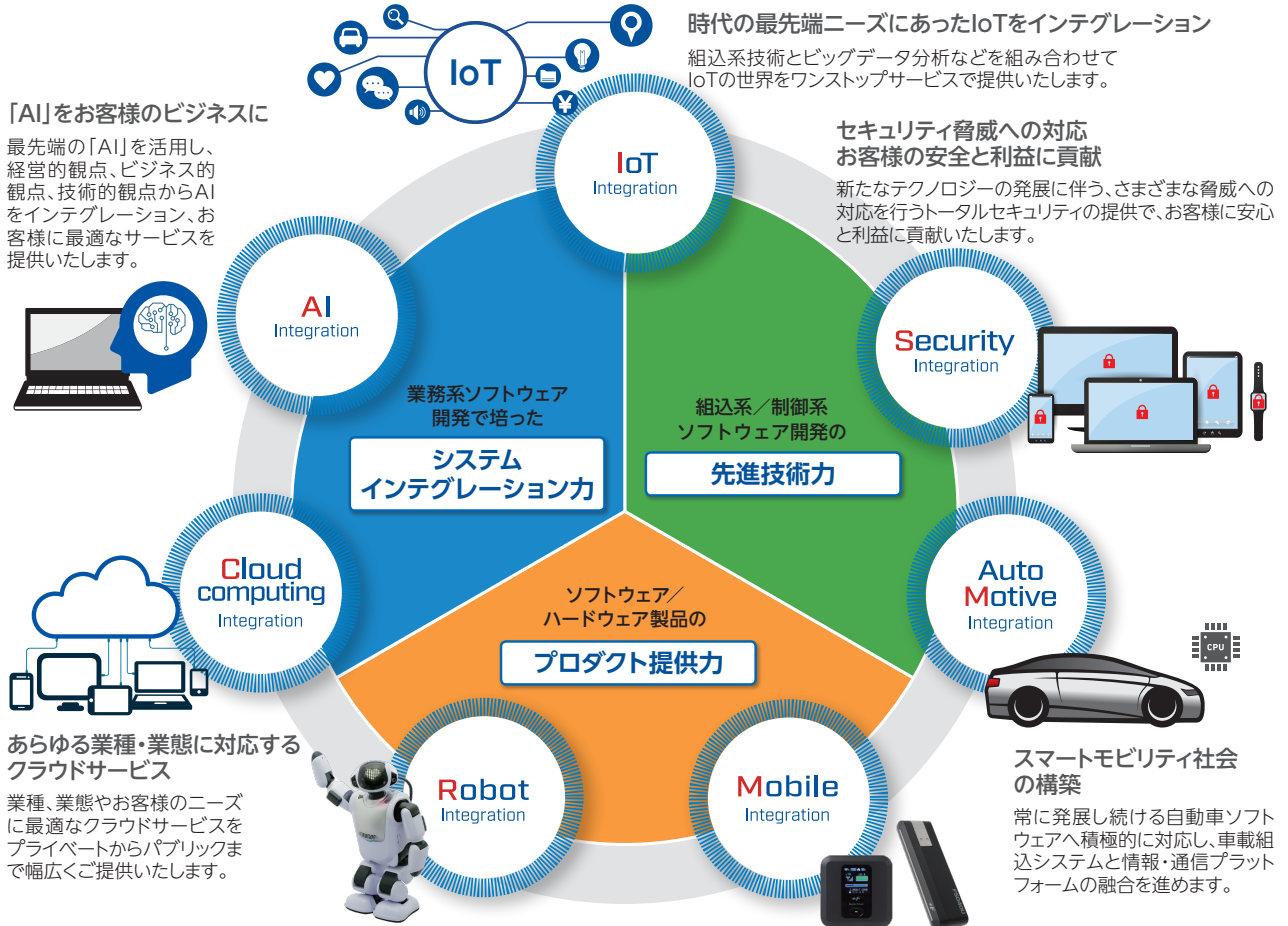 IoT
時代の最先端ニーズにあったIoTをインテグレーション
組込系技術とビッグデータ分析などを組み合わせて
IoTの世界をワンストップサービスで提供いたします。
「AI」をお客様のビジネスに
最先端の「AI」を活用し、
経営的観点、ビジネス的
観点、技術的観点からAI
をインテグレーション、お
客様に最適なサービスを
提供いたします。
セキュリティ脅威への対応
お客様の安全と利益に貢献
新たなテクノロジーの発展に伴う、さまざまな脅威への
対応を行うトータルセキュリティの提供で、お客様に安心
と利益に貢献いたします。
IoT
Integration
AI
Integration
Security
Integration
業務系ソフトウェア
開発で培った
システム
インテグレーション力
組込系／制御系
ソフトウェア開発の
先進技術力
Cloud
computing
Integration
Auto
Motive
Integration
ソフトウェア／
ハードウェア製品の
プロダクト提供力
CPU
あらゆる業種・業態に対応する
クラウドサービス
業種、業態やお客様のニーズ
に最適なクラウドサービスを
プライベートからパブリックま
で幅広くご提供いたします。
Robot
Integration
Mobile
Integration
スマートモビリティ社会
の構築
常に発展し続ける自動車ソフト
ウェアへ積極的に対応し、車載組
込システムと情報・通信プラット
フォームの融合を進めます。